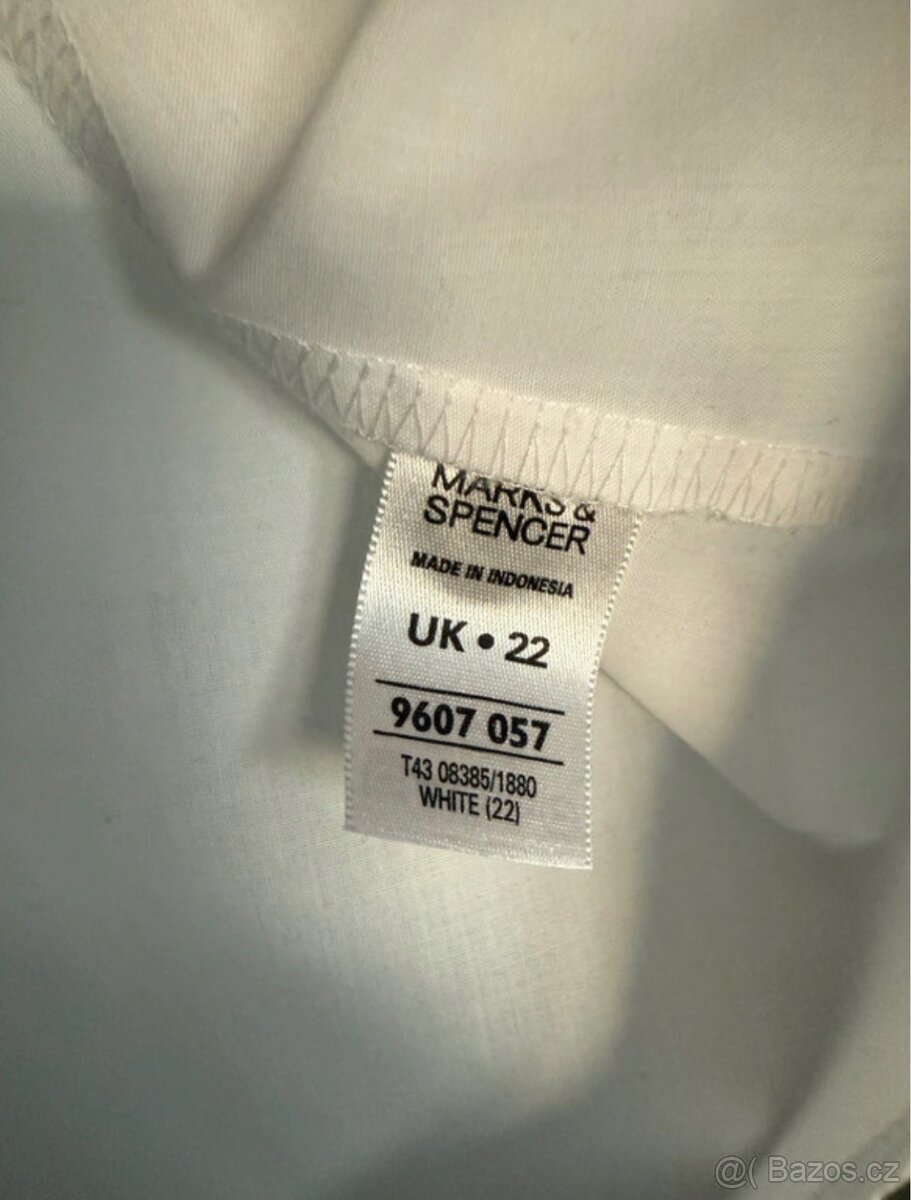 MARKS &
SPENCER
MADE IN INDONESIA
UK • 22
9607 057
T43 08385/1880
WHITE (22)
@( Bazos.cz